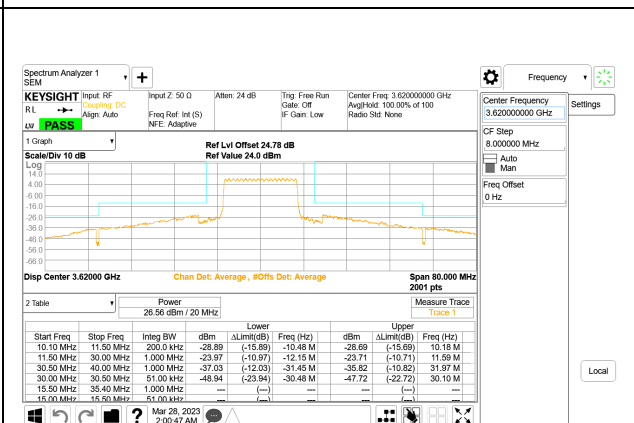 Spectrum Analyzer 1
SEM
Frequency
KEYSIGHT
Input: RF
Coupling: DC
Align: Auto
Input Z: 50 Ω
Freq Ref: Int (S)
NFE: Adaptive
Atten: 24 dB
Trig: Free Run
Gate: Off
IF Gain: Low
Center Freq: 3.620000000 GHz
Avg|Hold: 100.00% of 100
Radio Std: None
R L
LXI
PASS
Center Frequency
3.620000000 GHz
Settings
CF Step
8.000000 MHz
Auto
Man
Freq Offset
0 Hz
1 Graph
Scale/Div 10 dB
Ref Lvl Offset 24.78 dB
Ref Value 24.0 dBm
Log
14.0
4.00
-6.00
-16.0
-26.0
-36.0
-46.0
-56.0
-66.0
Disp Center 3.62000 GHz
Chan Det: Average , #Offs Det: Average
Span 80.000 MHz
2001 pts
2 Table
Power
26.56 dBm / 20 MHz
Measure Trace
Trace 1
Lower Upper
Start Freq Stop Freq Integ BW dBm ΔLimit(dB) Freq (Hz) dBm ΔLimit(dB) Freq (Hz)
10.10 MHz 11.50 MHz 200.0 kHz -28.89 (-15.89) -10.48 M -28.69 (-15.69) 10.18 M
11.50 MHz 30.00 MHz 1.000 MHz -23.97 (-10.97) -12.15 M -23.71 (-10.71) 11.59 M
30.50 MHz 40.00 MHz 1.000 MHz -37.03 (-12.03) -31.45 M -35.82 (-10.82) 31.97 M
30.00 MHz 30.50 MHz 51.00 kHz -48.94 (-23.94) -30.48 M -47.72 (-22.72) 30.10 M
15.50 MHz 35.40 MHz 1.000 MHz --- (---) --- --- (---) ---
15.00 MHz 15.50 MHz 51.00 kHz --- (---) --- --- (---) ---
Local
Mar 28, 2023
2:00:47 AM